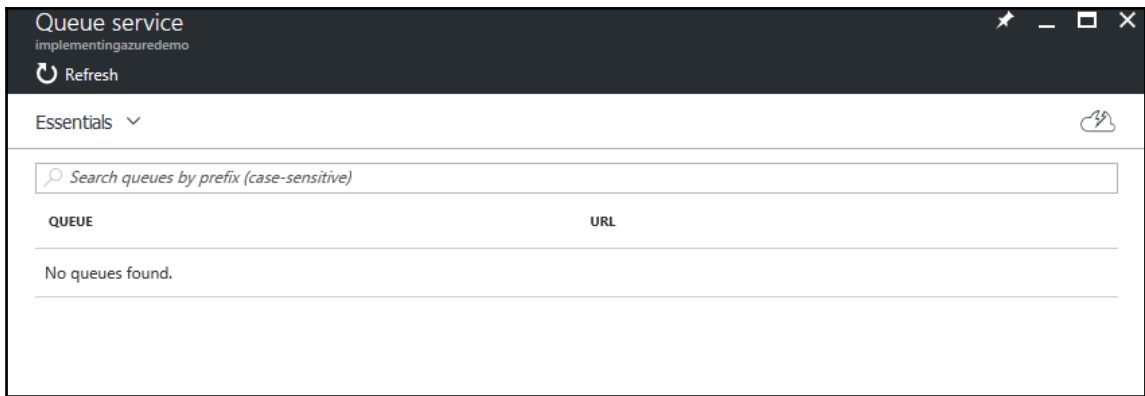 Queue service
implementingazuredemo
Refresh
Essentials
Search queues by prefix (case-sensitive)
QUEUE URL
No queues found.